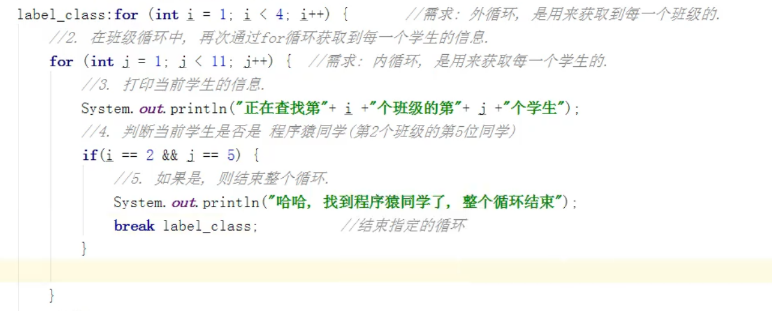 label_class:for (int i = 1; i < 4; i++) { //需求: 外循环, 是用来获取到每一个班级的.
//2. 在班级循环中, 再次通过for循环获取到每一个学生的信息.
for (int j = 1; j < 11; j++) { //需求: 内循环, 是用来获取每一个学生的.
//3. 打印当前学生的信息.
System.out.println("正在查找第"+ i +"个班级的第"+ j +"个学生");
//4. 判断当前学生是否是 程序猿同学(第2个班级的第5位同学)
if(i == 2 && j == 5) {
//5. 如果是, 则结束整个循环.
System.out.println("哈哈, 找到程序猿同学了, 整个循环结束");
break label_class; //结束指定的循环
}
}